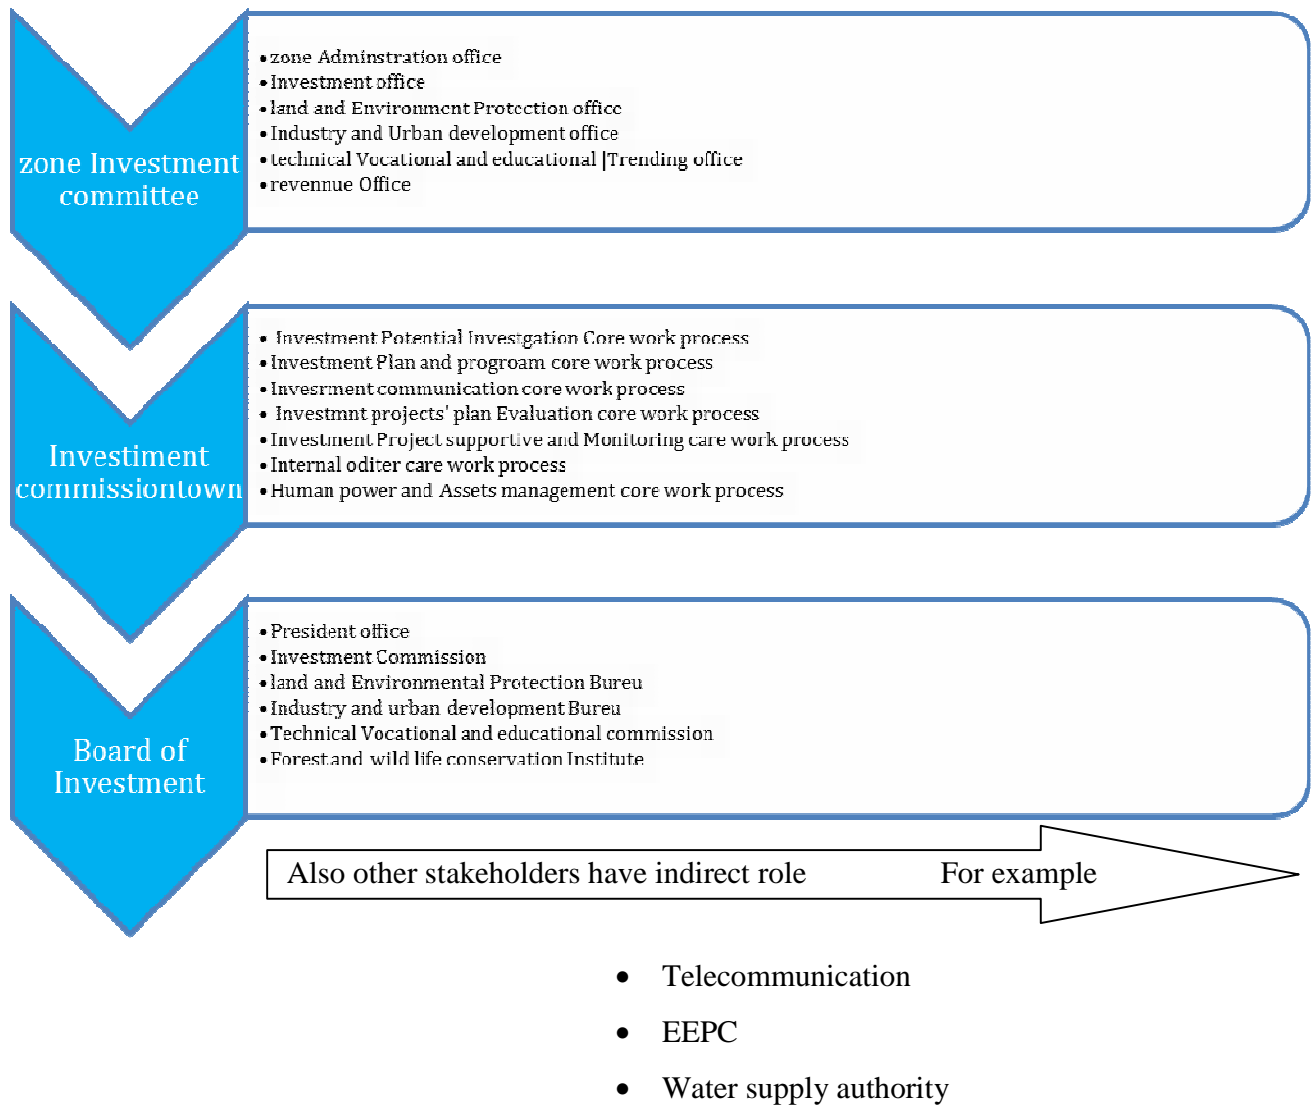 zone Investment
committee
• zone Adminstration office
• Investment office
• land and Environment Protection office
• Industry and Urban development office
• technical Vocational and educational |Trending office
• revennue Office
Investiment
commissiontown
• Investment Potential Investgation Core work process
• Investment Plan and progroam core work process
• Invesrment communication core work process
• Investmnt projects' plan Evaluation core work process
• Investment Project supportive and Monitoring care work process
• Internal oditer care work process
• Human power and Assets management core work process
Board of
Investment
• President office
• Investment Commission
• land and Environmental Protection Bureu
• Industry and urban development Bureu
• Technical Vocational and educational commission
• Forest and wild life conservation Institute
Also other stakeholders have indirect role For example
• Telecommunication
• EEPC
• Water supply authority